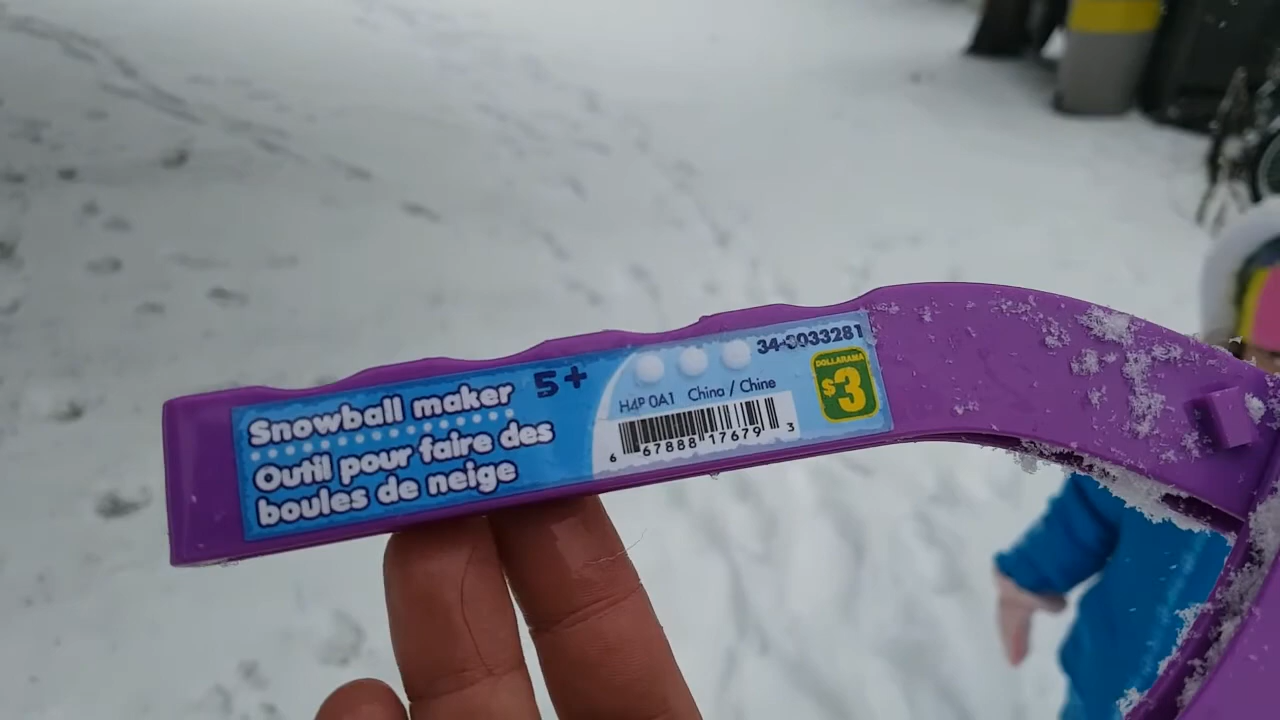 Snowball maker 5+
Outil pour faire des
boules de neige
34-3033281
H4P 0A1 China / Chine
6 67888 17679 3
DOLLARAMA
$3